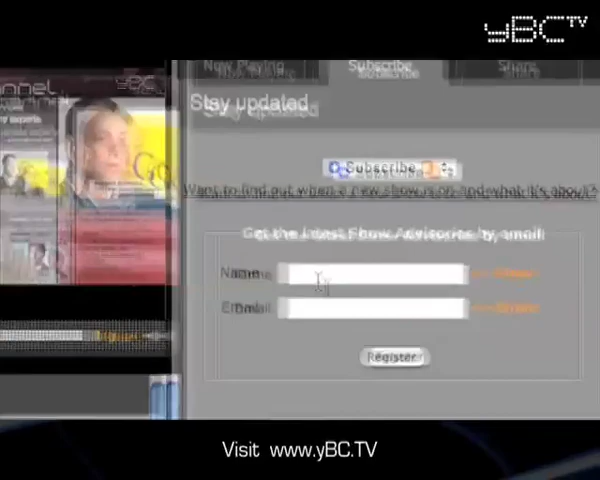 yBC TV
Now Playing
Subscribe
Share
Stay updated
yBC
Subscribe
Want to find out when a new show is on and what it's about?
Get the latest Show Advisories by email
Name
Email
Register
Visit www.yBC.TV